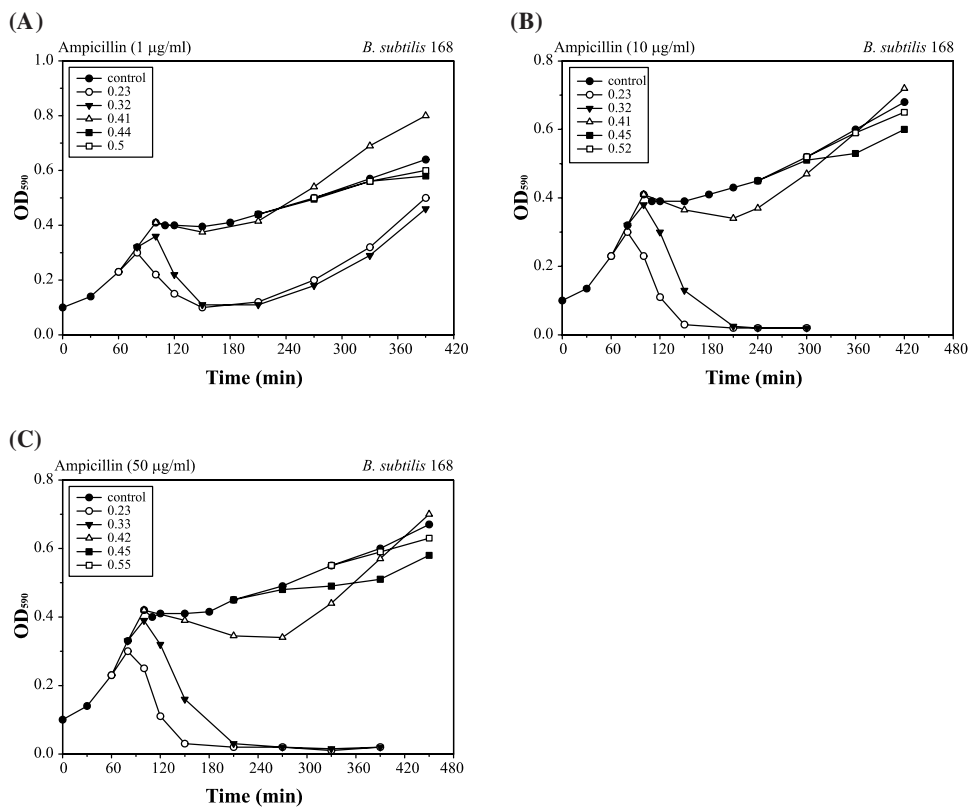 (A)
Ampicillin (1 µg/ml) B. subtilis 168
1.0
0.8
0.6
0.4
0.2
0.0
OD590
control
0.23
0.32
0.41
0.44
0.5
0 60 120 180 240 300 360 420
Time (min)
(B)
Ampicillin (10 µg/ml) B. subtilis 168
0.8
0.6
0.4
0.2
0.0
OD590
control
0.23
0.32
0.41
0.45
0.52
0 60 120 180 240 300 360 420 480
Time (min)
(C)
Ampicillin (50 µg/ml) B. subtilis 168
0.8
0.6
0.4
0.2
0.0
OD590
control
0.23
0.33
0.42
0.45
0.55
0 60 120 180 240 300 360 420 480
Time (min)